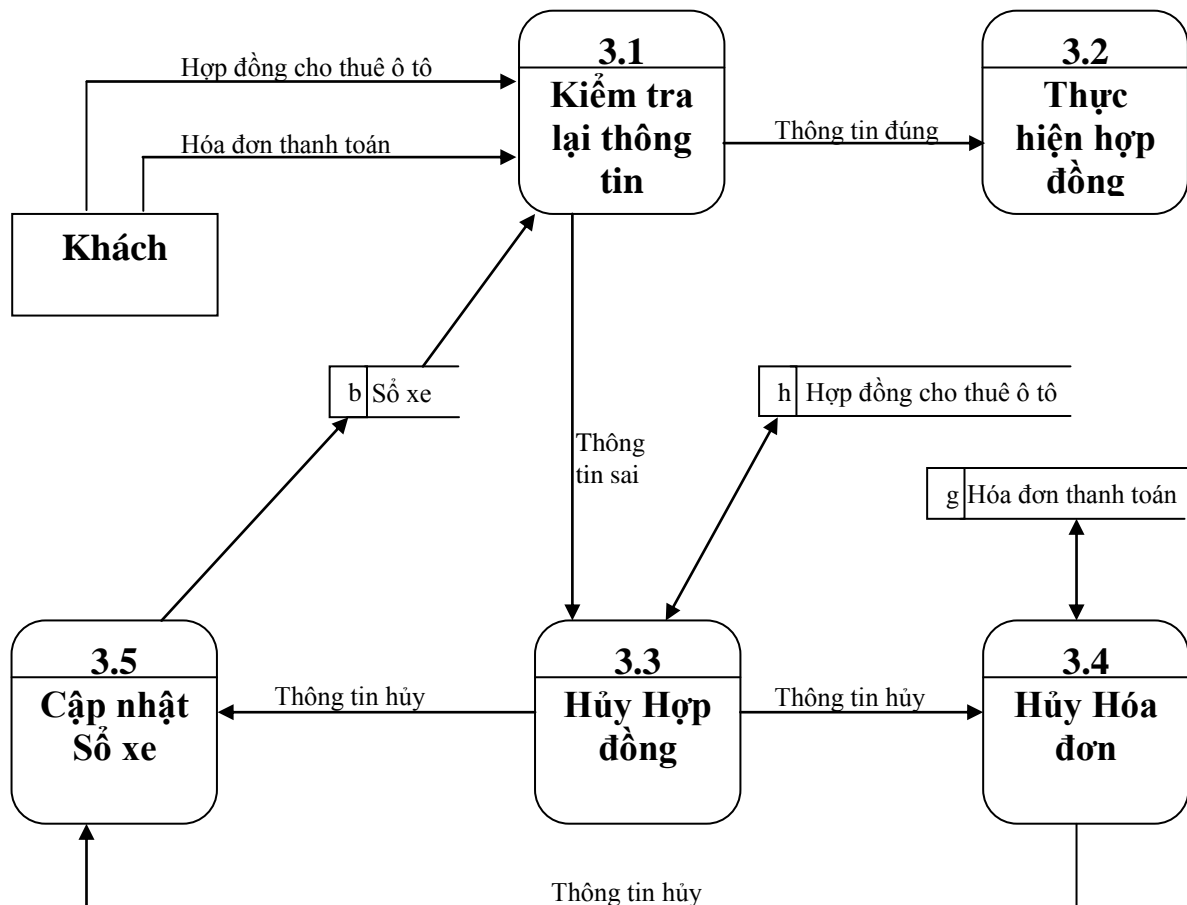 3.1
Kiểm tra
lại thông
tin
3.2
Thực
hiện hợp
đồng
Hợp đồng cho thuê ô tô
Hóa đơn thanh toán
Thông tin đúng
Khách
b Sổ xe
h Hợp đồng cho thuê ô tô
Thông
tin sai
g Hóa đơn thanh toán
3.5
Cập nhật
Sổ xe
Thông tin hủy
3.3
Hủy Hợp
đồng
Thông tin hủy
3.4
Hủy Hóa
đơn
Thông tin hủy